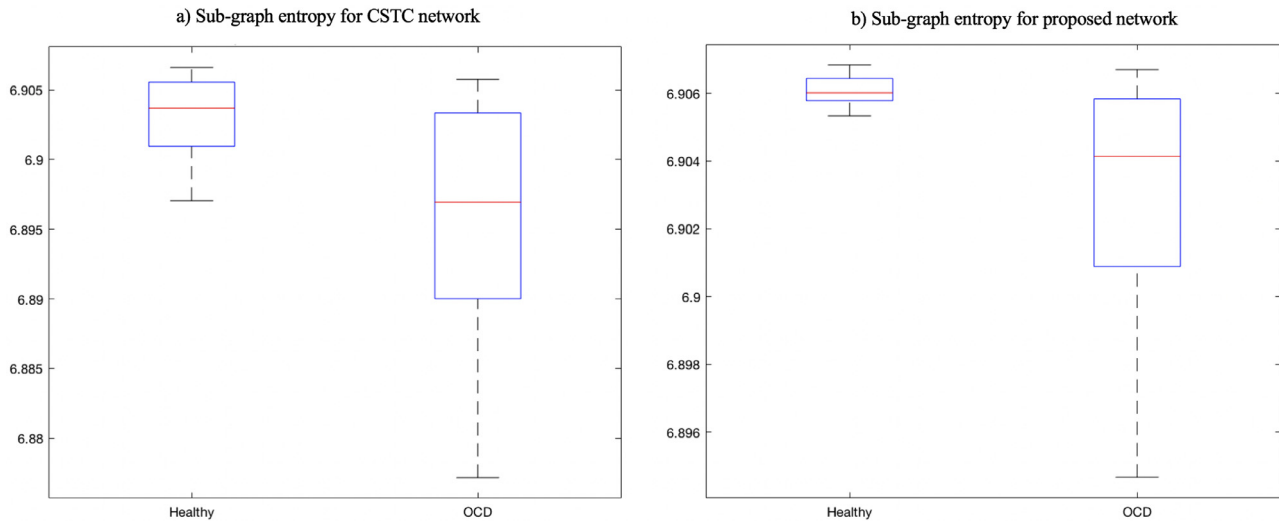 a) Sub-graph entropy for CSTC network
6.905
6.9
6.895
6.89
6.885
6.88
Healthy
OCD
b) Sub-graph entropy for proposed network
6.906
6.904
6.902
6.9
6.898
6.896
Healthy
OCD